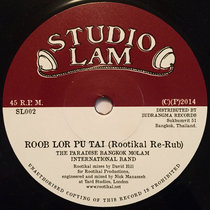 STUDIO
LAM
45 R.P.M.
SL002
(C)(P)2014
DISTRIBUTED BY
ZUDRANGMA RECORDS
Sukhumvit 51
Bangkok, Thailand.
ROOB LOR PU TAI (Rootikal Re-Rub)
THE PARADISE BANGKOK MOLAM
INTERNATIONAL BAND
Rootikal mixes by David Hill
for Rootikal Productions,
engineered and mixed by Nick Manasseh
at Yard Studios, London
www.rootikal.net
UNAUTHORISED COPYING OF THIS RECORD IS PROHIBITED